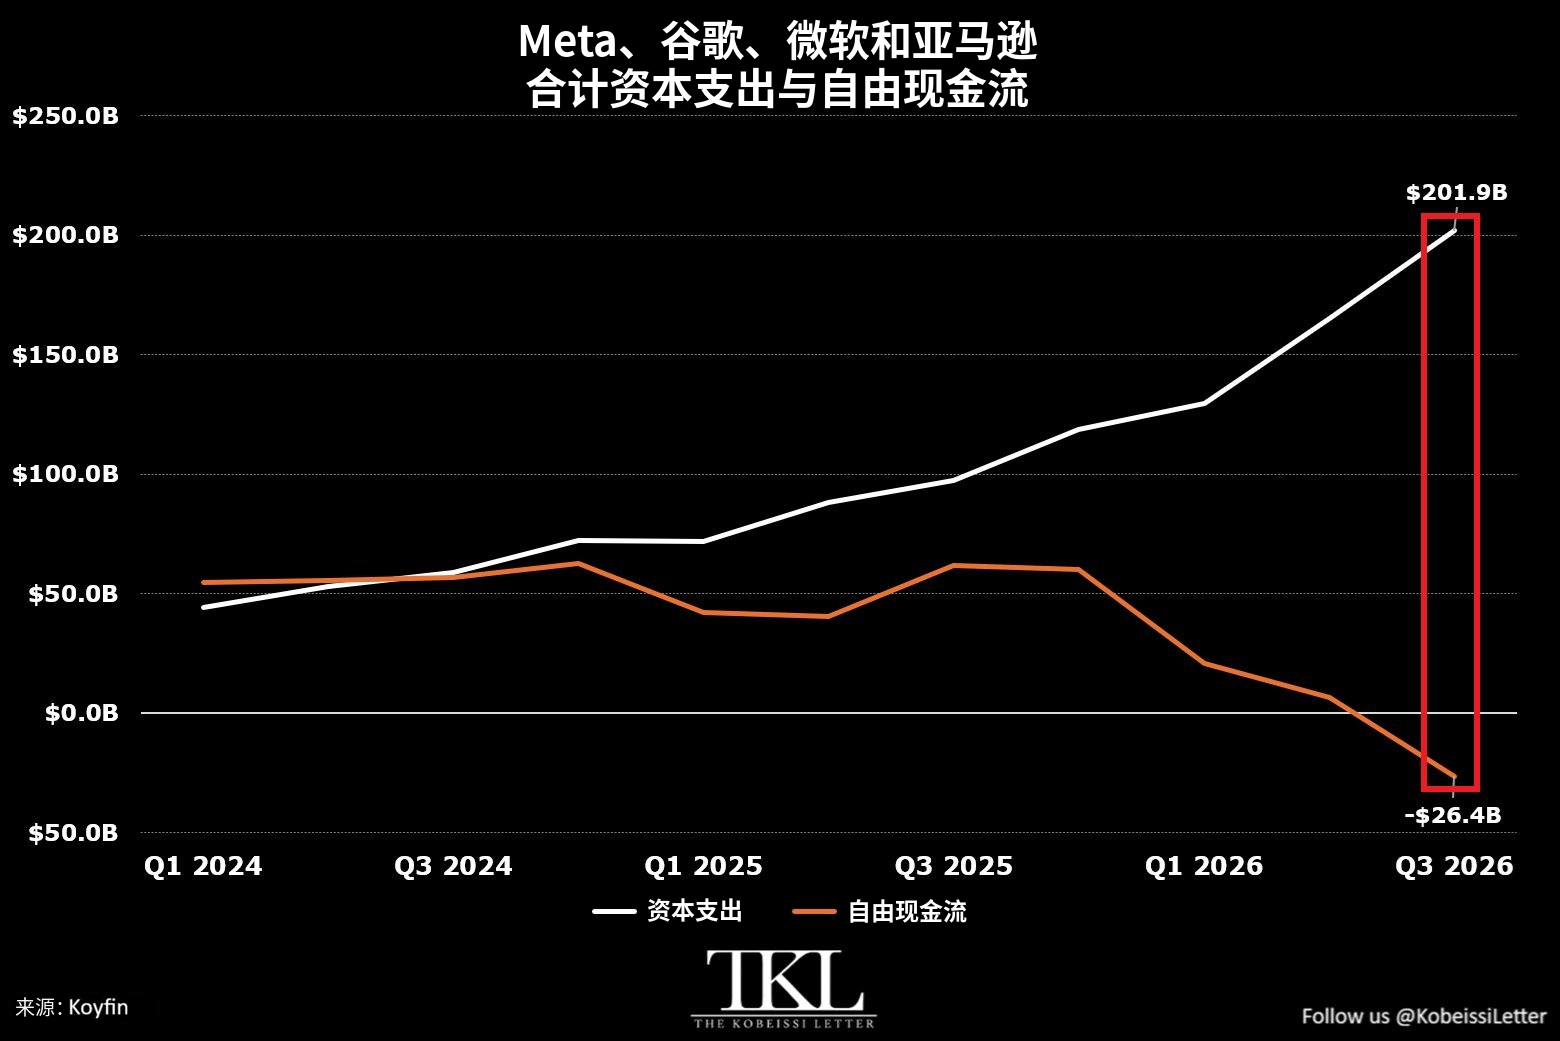 Meta、谷歌、微软和亚马逊
合计资本支出与自由现金流
$250.0B
$200.0B
$150.0B
$100.0B
$50.0B
$0.0B
$50.0B
$201.9B
-$26.4B
Q1 2024
Q3 2024
Q1 2025
Q3 2025
Q1 2026
Q3 2026
资本支出
自由现金流
TKL
THE KOBEISSI LETTER
来源：Koyfin
Follow us @KobeissiLetter